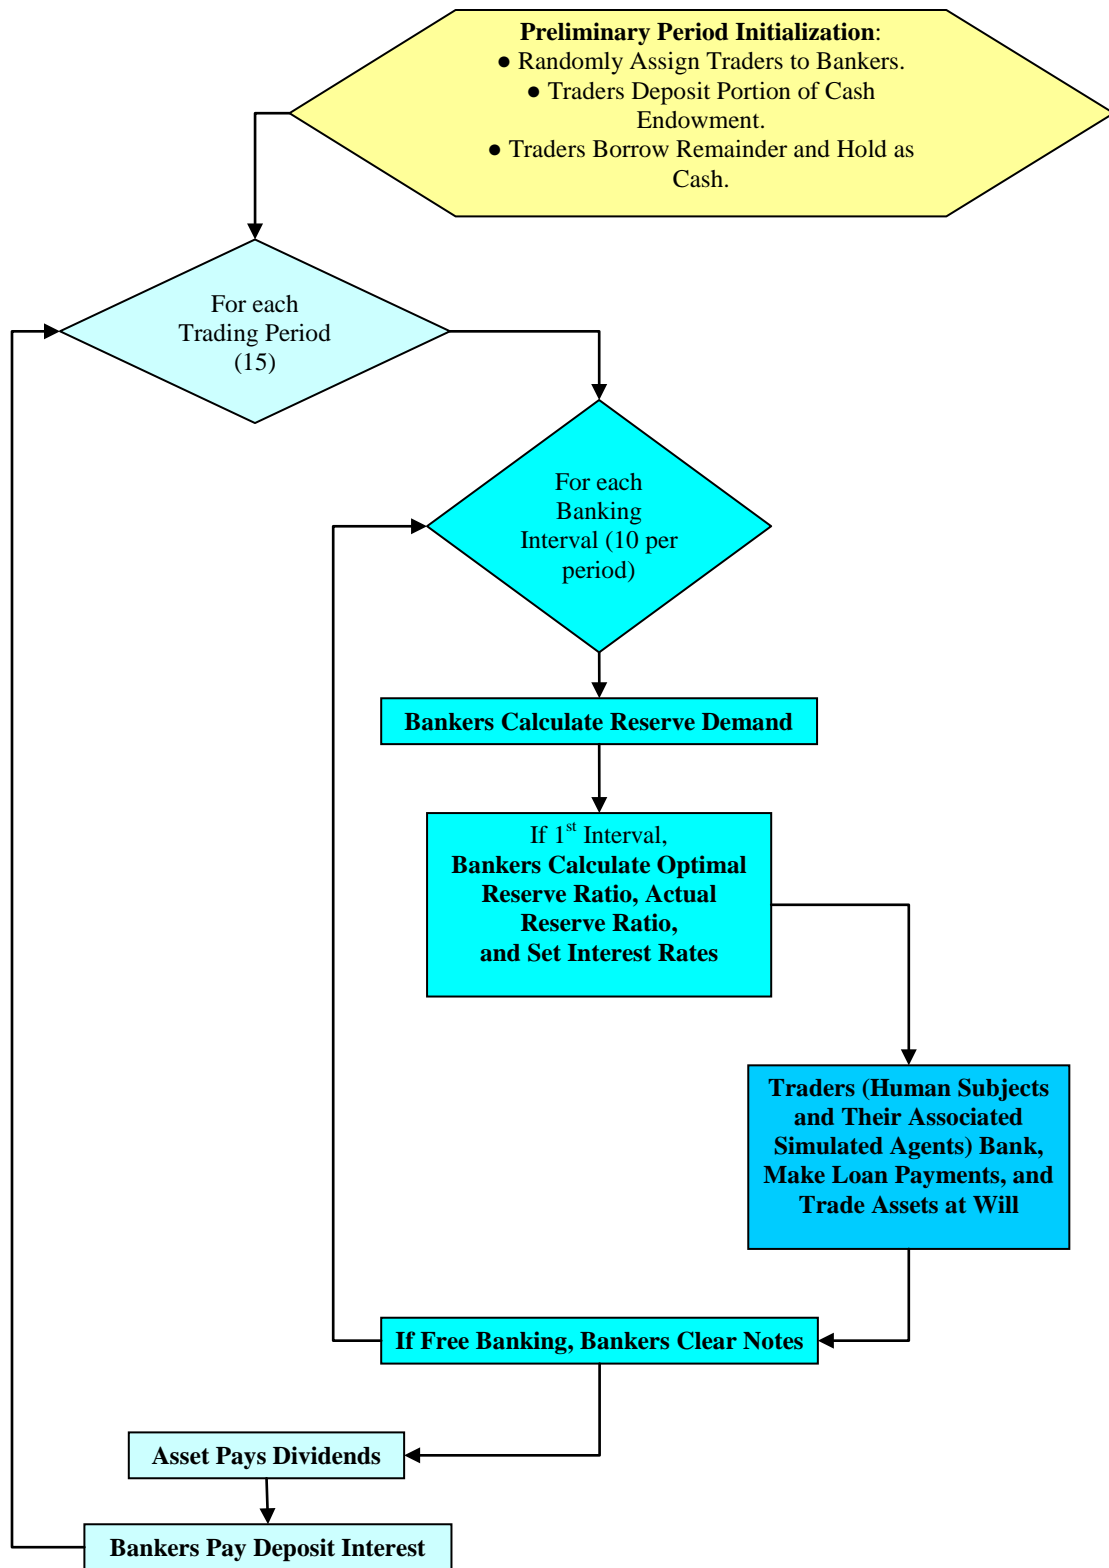 Preliminary Period Initialization:
● Randomly Assign Traders to Bankers.
● Traders Deposit Portion of Cash
Endowment.
● Traders Borrow Remainder and Hold as
Cash.
For each
Trading Period
(15)
For each
Banking
Interval (10 per
period)
Bankers Calculate Reserve Demand
If 1st Interval,
Bankers Calculate Optimal
Reserve Ratio, Actual
Reserve Ratio,
and Set Interest Rates
Traders (Human Subjects
and Their Associated
Simulated Agents) Bank,
Make Loan Payments, and
Trade Assets at Will
If Free Banking, Bankers Clear Notes
Asset Pays Dividends
Bankers Pay Deposit Interest